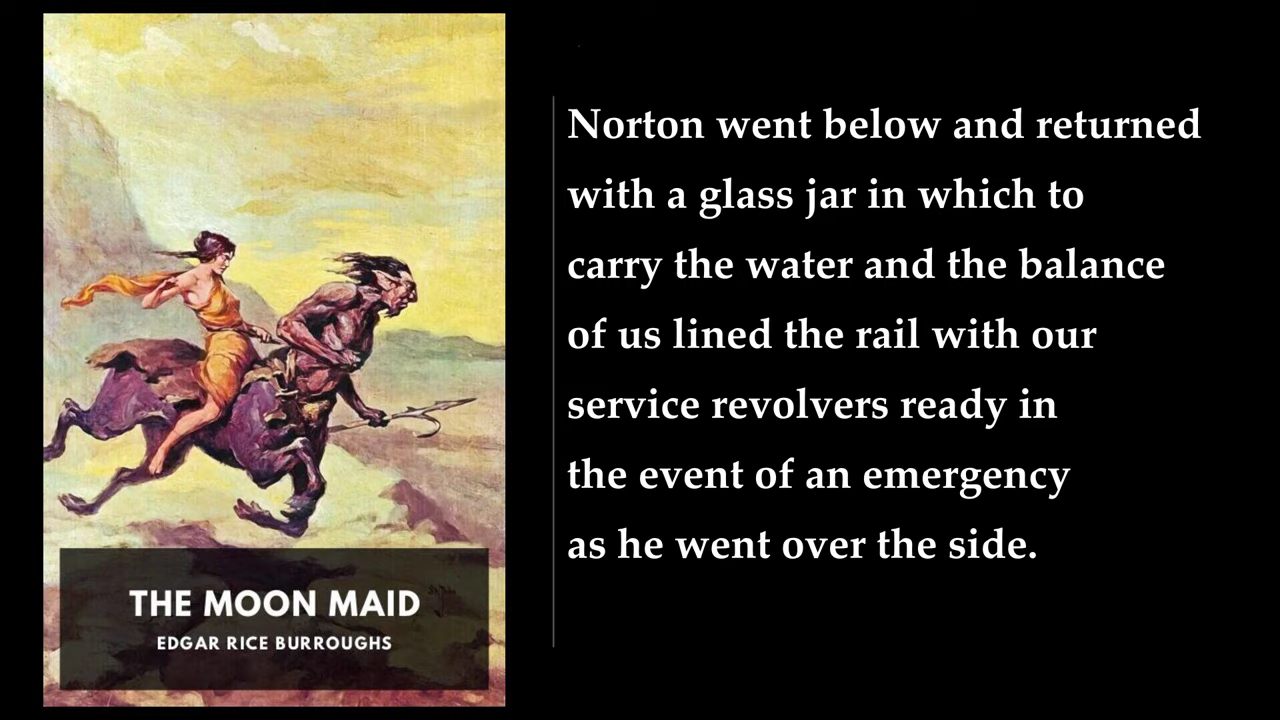 THE MOON MAID
EDGAR RICE BURROUGHS
Norton went below and returned
with a glass jar in which to
carry the water and the balance
of us lined the rail with our
service revolvers ready in
the event of an emergency
as he went over the side.